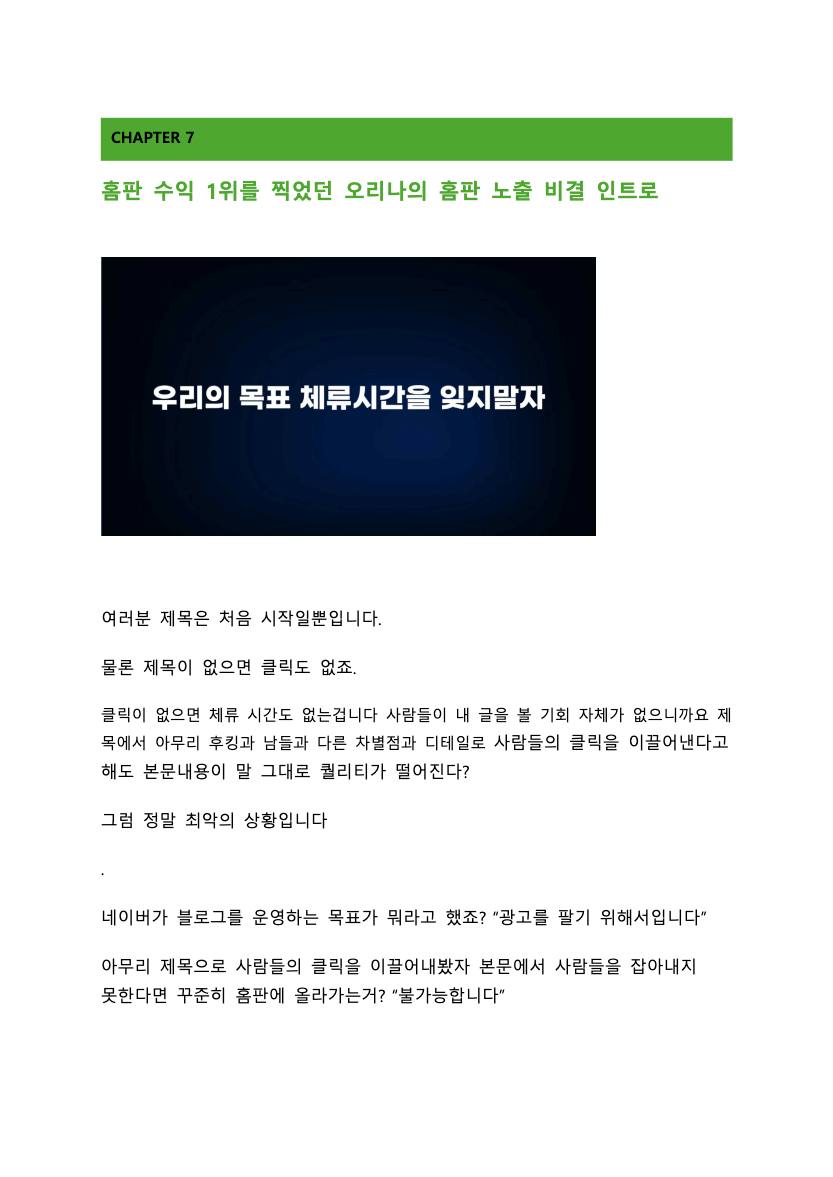 CHAPTER 7
홈판 수익 1위를 찍었던 오리나의 홈판 노출 비결 인트로
우리의 목표 체류시간을 잊지말자
여러분 제목은 처음 시작일뿐입니다.
물론 제목이 없으면 클릭도 없죠.
클릭이 없으면 체류 시간도 없는겁니다 사람들이 내 글을 볼 기회 자체가 없으니까요 제
목에서 아무리 후킹과 남들과 다른 차별점과 디테일로 사람들의 클릭을 이끌어낸다고
해도 본문내용이 말 그대로 퀄리티가 떨어진다?
그럼 정말 최악의 상황입니다
.
네이버가 블로그를 운영하는 목표가 뭐라고 했죠? “광고를 팔기 위해서입니다”
아무리 제목으로 사람들의 클릭을 이끌어내봤자 본문에서 사람들을 잡아내지
못한다면 꾸준히 홈판에 올라가는거? “불가능합니다”